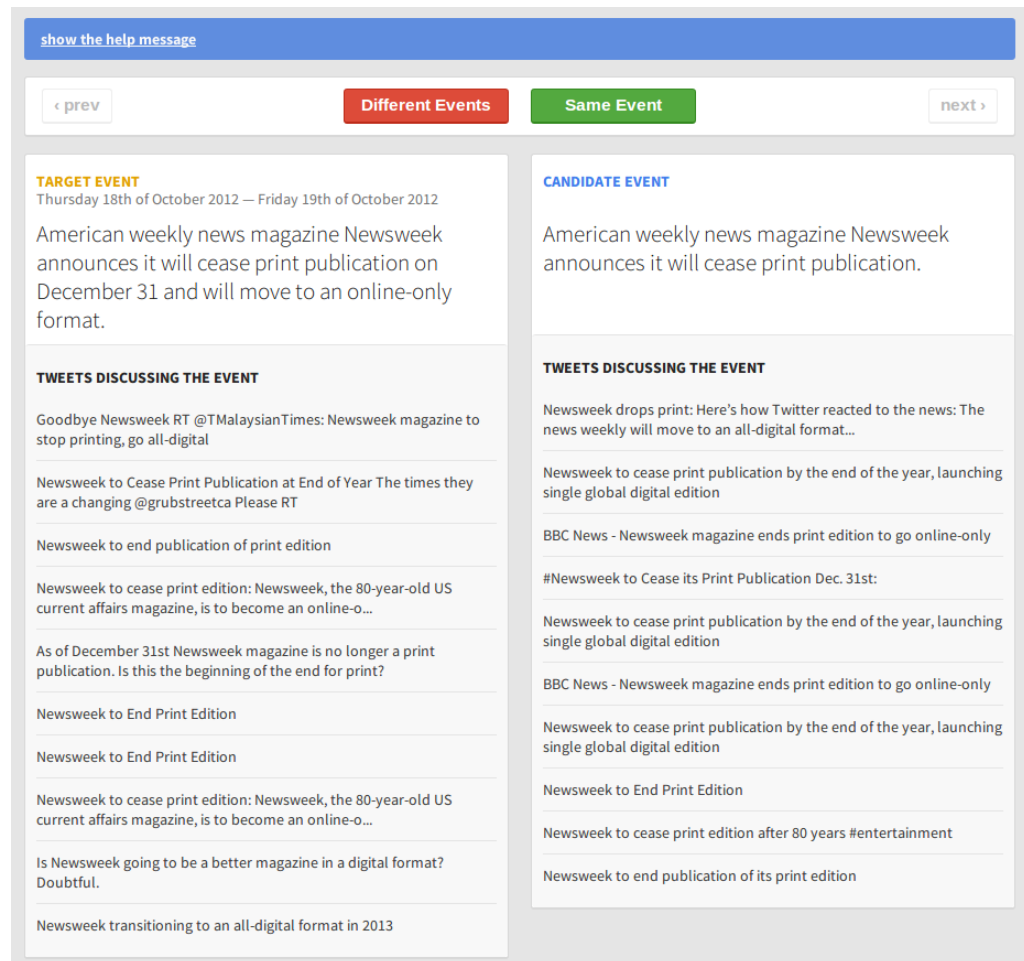 show the help message
‹ prev
Different Events
Same Event
next ›
TARGET EVENT
Thursday 18th of October 2012 — Friday 19th of October 2012
American weekly news magazine Newsweek
announces it will cease print publication on
December 31 and will move to an online-only
format.
TWEETS DISCUSSING THE EVENT
Goodbye Newsweek RT @TMalaysianTimes: Newsweek magazine to
stop printing, go all-digital
Newsweek to Cease Print Publication at End of Year The times they
are a changing @grubstreetca Please RT
Newsweek to end publication of print edition
Newsweek to cease print edition: Newsweek, the 80-year-old US
current affairs magazine, is to become an online-o...
As of December 31st Newsweek magazine is no longer a print
publication. Is this the beginning of the end for print?
Newsweek to End Print Edition
Newsweek to End Print Edition
Newsweek to cease print edition: Newsweek, the 80-year-old US
current affairs magazine, is to become an online-o...
Is Newsweek going to be a better magazine in a digital format?
Doubtful.
Newsweek transitioning to an all-digital format in 2013
CANDIDATE EVENT
American weekly news magazine Newsweek
announces it will cease print publication.
TWEETS DISCUSSING THE EVENT
Newsweek drops print: Here’s how Twitter reacted to the news: The
news weekly will move to an all-digital format...
Newsweek to cease print publication by the end of the year, launching
single global digital edition
BBC News - Newsweek magazine ends print edition to go online-only
#Newsweek to Cease its Print Publication Dec. 31st:
Newsweek to cease print publication by the end of the year, launching
single global digital edition
BBC News - Newsweek magazine ends print edition to go online-only
Newsweek to cease print publication by the end of the year, launching
single global digital edition
Newsweek to End Print Edition
Newsweek to cease print edition after 80 years #entertainment
Newsweek to end publication of its print edition